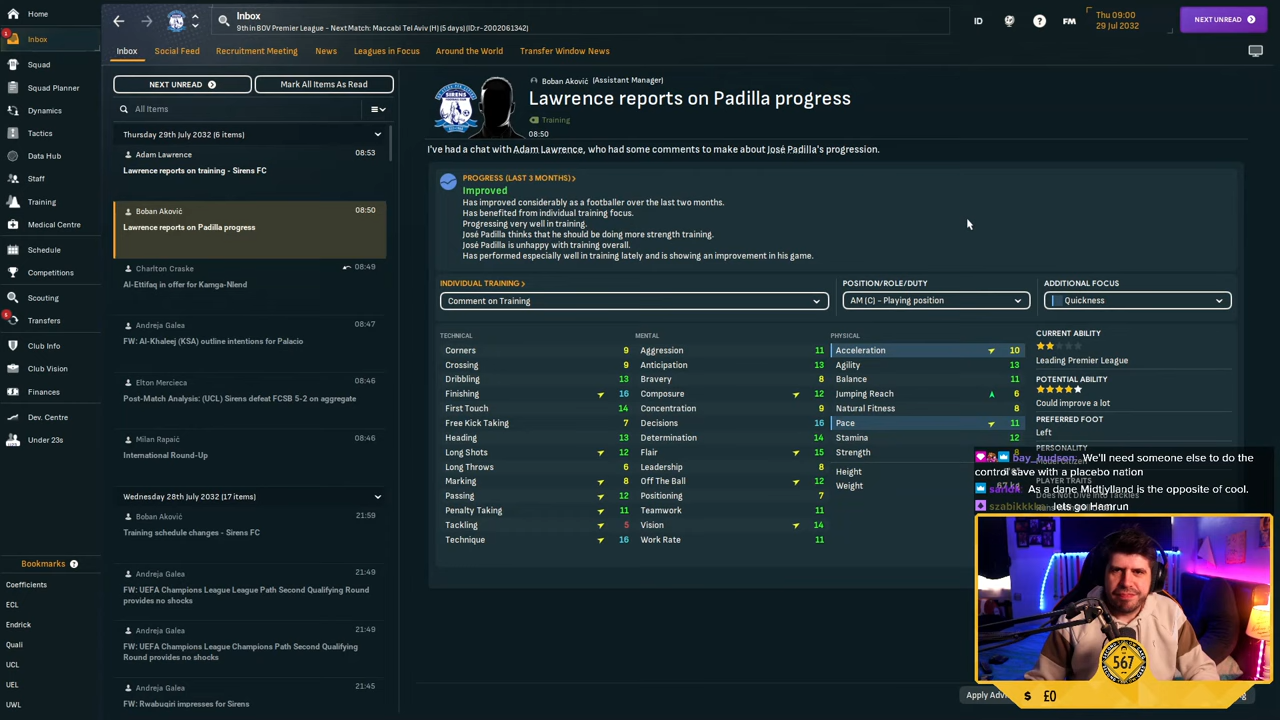 Home
Inbox
Squad
Squad Planner
Dynamics
Tactics
Data Hub
Staff
Training
Medical Centre
Schedule
Competitions
Scouting
Transfers
Club Info
Club Vision
Finances
Dev. Centre
Under 23s
Bookmarks
Coefficients
ECL
Endrick
Quali
UCL
UEL
UWL
Inbox
9th in BOV Premier League - Next Match: Maccabi Tel Aviv (H) (5 days) (ID:r-2002061342)
ID
FM
Thu 09:00
29 Jul 2032
NEXT UNREAD
Inbox Social Feed Recruitment Meeting News Leagues in Focus Around the World Transfer Window News
NEXT UNREAD Mark All Items As Read
All Items
Thursday 29th July 2032 (6 items)
Adam Lawrence 08:53
Lawrence reports on training - Sirens FC
Boban Aković 08:50
Lawrence reports on Padilla progress
Charlton Craske 08:49
Al-Ettifaq in offer for Kamga-Nlend
Andreja Galea 08:47
FW: Al-Khaleej (KSA) outline intentions for Palacio
Elton Mercieca 08:46
Post-Match Analysis: (UCL) Sirens defeat FCSB 5-2 on aggregate
Milan Rapaić 08:46
International Round-Up
Wednesday 28th July 2032 (17 items)
Boban Aković 21:59
Training schedule changes - Sirens FC
Andreja Galea 21:49
FW: UEFA Champions League League Path Second Qualifying Round
provides no shocks
Andreja Galea 21:49
FW: UEFA Champions League Champions Path Second Qualifying
Round provides no shocks
Andreja Galea 21:45
FW: Rwabugiri impresses for Sirens
Boban Aković (Assistant Manager)
Lawrence reports on Padilla progress
Training
08:50
I've had a chat with Adam Lawrence, who had some comments to make about José Padilla's progression.
PROGRESS (LAST 3 MONTHS)
Improved
Has improved considerably as a footballer over the last two months.
Has benefited from individual training focus.
Progressing very well in training.
José Padilla thinks that he should be doing more strength training.
José Padilla is unhappy with training overall.
Has performed especially well in training lately and is showing an improvement in his game.
INDIVIDUAL TRAINING POSITION/ROLE/DUTY ADDITIONAL FOCUS
Comment on Training AM (C) - Playing position Quickness
TECHNICAL MENTAL PHYSICAL
Corners 9 Aggression 11 Acceleration 10
Crossing 9 Anticipation 13 Agility 13
Dribbling 13 Bravery 8 Balance 11
Finishing 16 Composure 12 Jumping Reach 6
First Touch 14 Concentration 9 Natural Fitness 8
Free Kick Taking 7 Decisions 16 Pace 11
Heading 13 Determination 14 Stamina 12
Long Shots 12 Flair 15 Strength 8
Long Throws 6 Leadership 8
Marking 8 Off The Ball 12 Height
Passing 12 Positioning 7 Weight 67 kg
Penalty Taking 11 Teamwork 11
Tackling 5 Vision 14
Technique 16 Work Rate 11
CURRENT ABILITY
Leading Premier League
POTENTIAL ABILITY
Could improve a lot
PREFERRED FOOT
Left
PERSONALITY
PLAYER TRAITS
Does Not Dive Into Tackles
bay_hudson: We'll need someone else to do the
control save with a placebo nation
As a dane Midtjylland is the opposite of cool.
lets go Hamrun
567
$ £0
Apply